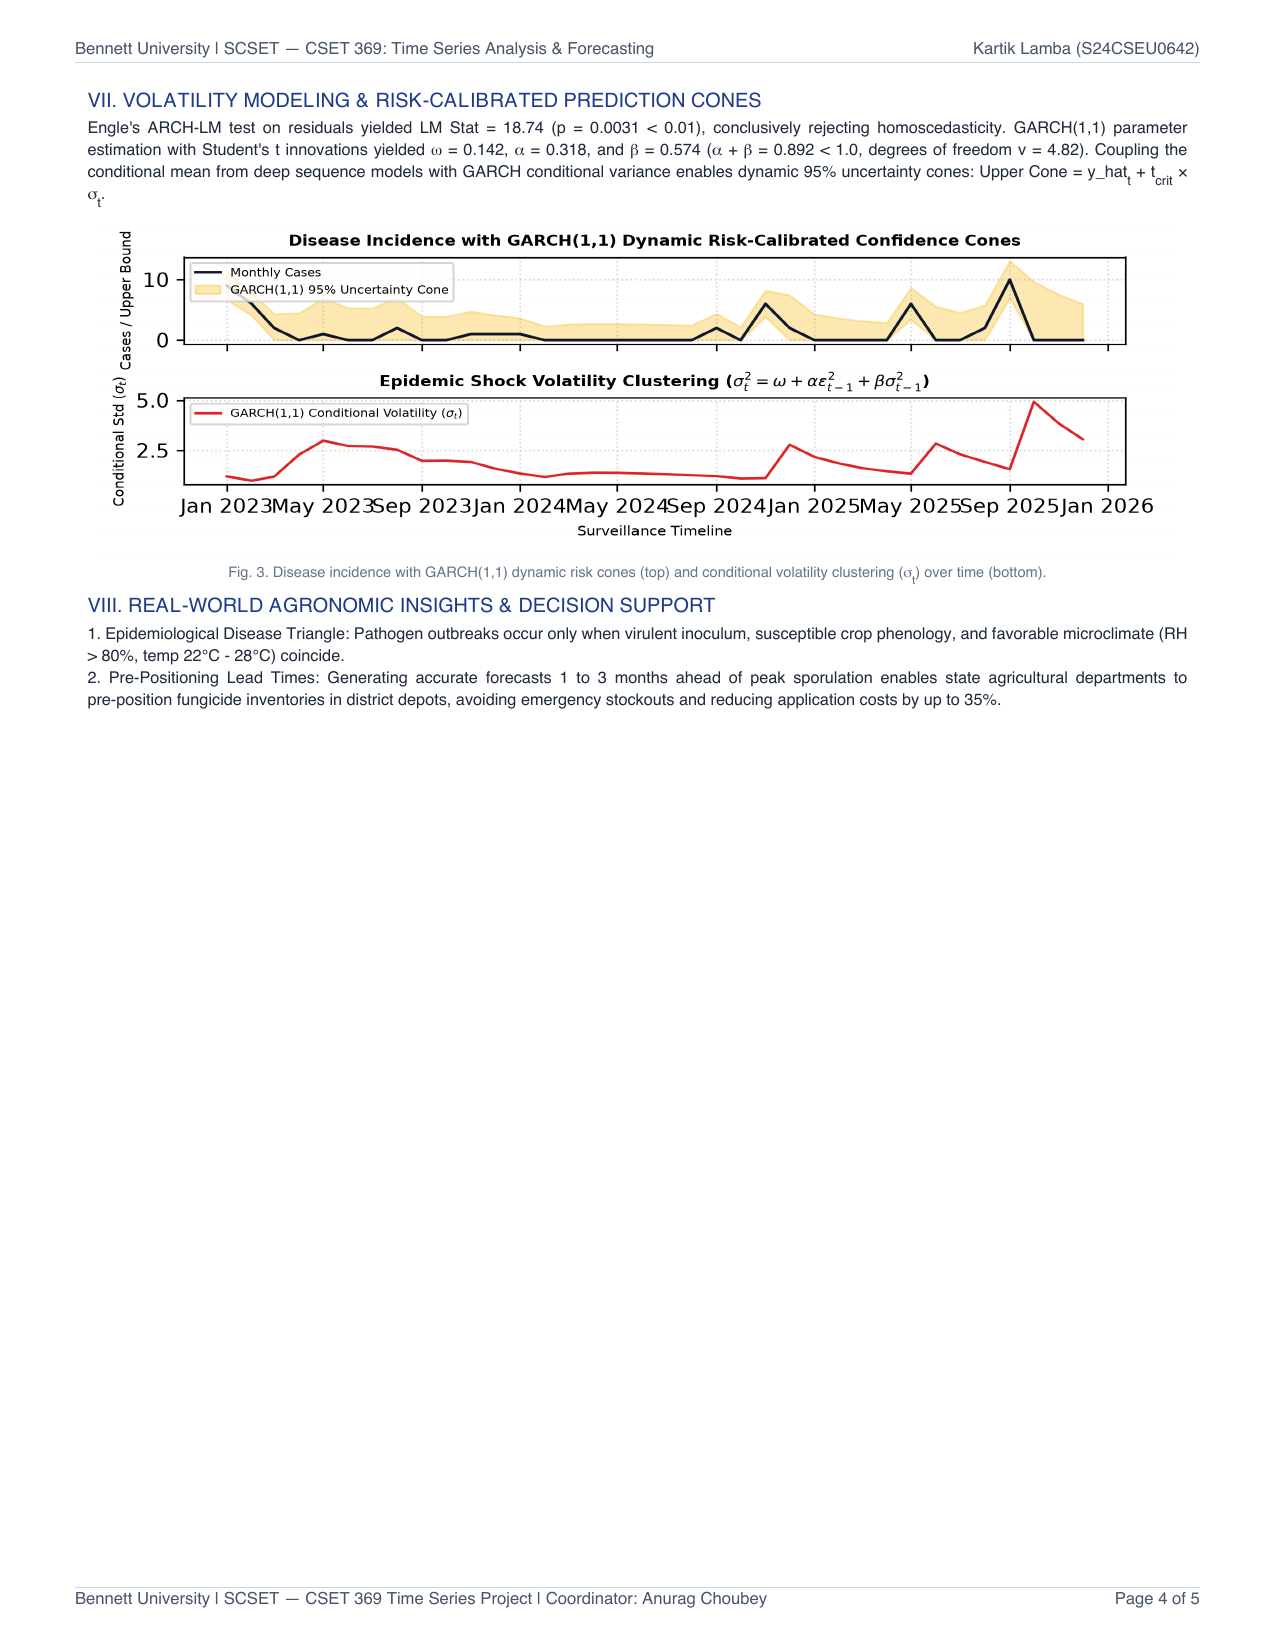 Bennett University | SCSET — CSET 369: Time Series Analysis & Forecasting
Kartik Lamba (S24CSEU0642)
VII. VOLATILITY MODELING & RISK-CALIBRATED PREDICTION CONES
Engle's ARCH-LM test on residuals yielded LM Stat = 18.74 (p = 0.0031 < 0.01), conclusively rejecting homoscedasticity. GARCH(1,1) parameter
estimation with Student's t innovations yielded ω = 0.142, α = 0.318, and β = 0.574 (α + β = 0.892 < 1.0, degrees of freedom v = 4.82). Coupling the
conditional mean from deep sequence models with GARCH conditional variance enables dynamic 95% uncertainty cones: Upper Cone = y_hat_t + t_crit ×
σ_t.
Disease Incidence with GARCH(1,1) Dynamic Risk-Calibrated Confidence Cones
Cases / Upper Bound
10
0
Monthly Cases
GARCH(1,1) 95% Uncertainty Cone
Epidemic Shock Volatility Clustering (σ²_t = ω + αε²_{t−1} + βσ²_{t−1})
Conditional Std (σ_t)
5.0
2.5
GARCH(1,1) Conditional Volatility (σ_t)
Jan 2023 May 2023 Sep 2023 Jan 2024 May 2024 Sep 2024 Jan 2025 May 2025 Sep 2025 Jan 2026
Surveillance Timeline
Fig. 3. Disease incidence with GARCH(1,1) dynamic risk cones (top) and conditional volatility clustering (σ_t) over time (bottom).
VIII. REAL-WORLD AGRONOMIC INSIGHTS & DECISION SUPPORT
1. Epidemiological Disease Triangle: Pathogen outbreaks occur only when virulent inoculum, susceptible crop phenology, and favorable microclimate (RH
> 80%, temp 22°C - 28°C) coincide.
2. Pre-Positioning Lead Times: Generating accurate forecasts 1 to 3 months ahead of peak sporulation enables state agricultural departments to
pre-position fungicide inventories in district depots, avoiding emergency stockouts and reducing application costs by up to 35%.
Bennett University | SCSET — CSET 369 Time Series Project | Coordinator: Anurag Choubey
Page 4 of 5